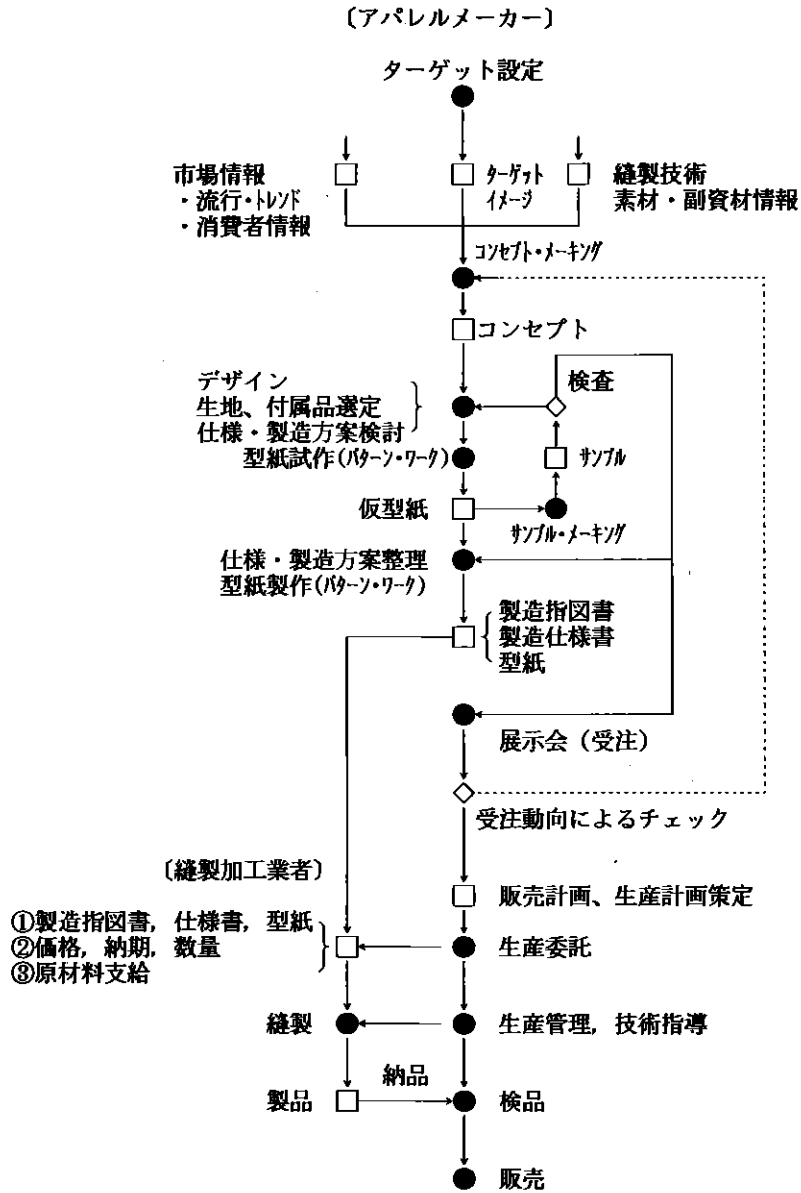 〔アパレルメーカー〕
ターゲット設定
市場情報
・流行・トレンド
・消費者情報
ターゲット
イメージ
縫製技術
素材・副資材情報
コンセプト・メーキング
コンセプト
デザイン
生地、付属品選定
仕様・製造方案検討
検査
型紙試作(パターン・ワーク)
サンプル
仮型紙
サンプル・メーキング
仕様・製造方案整理
型紙製作(パターン・ワーク)
製造指図書
製造仕様書
型紙
展示会（受注）
受注動向によるチェック
〔縫製加工業者〕
販売計画、生産計画策定
①製造指図書，仕様書，型紙
②価格，納期，数量
③原材料支給
生産委託
縫製
生産管理，技術指導
納品
製品
検品
販売